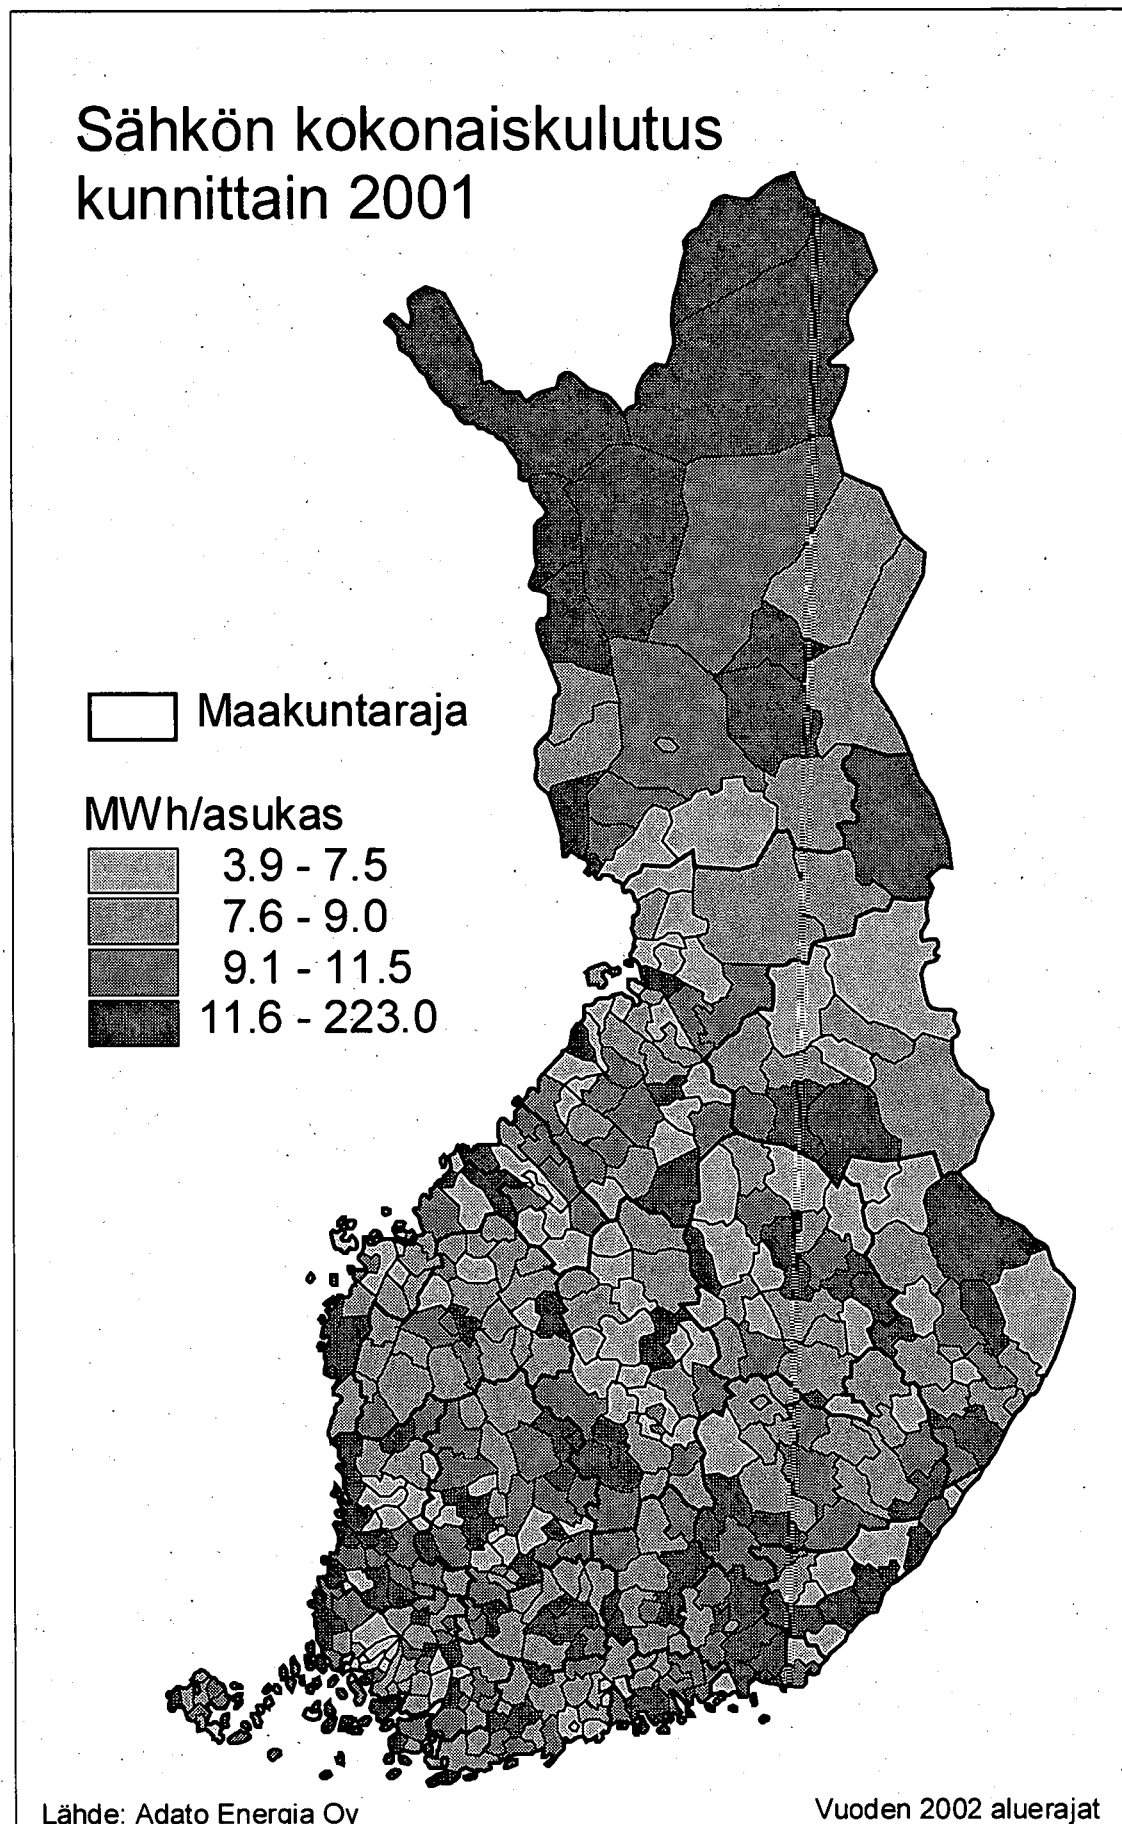 Sähkön kokonaiskulutus
kunnittain 2001
Maakuntaraja
MWh/asukas
3.9 - 7.5
7.6 - 9.0
9.1 - 11.5
11.6 - 223.0
Lähde: Adato Energia Oy
Vuoden 2002 aluerajat